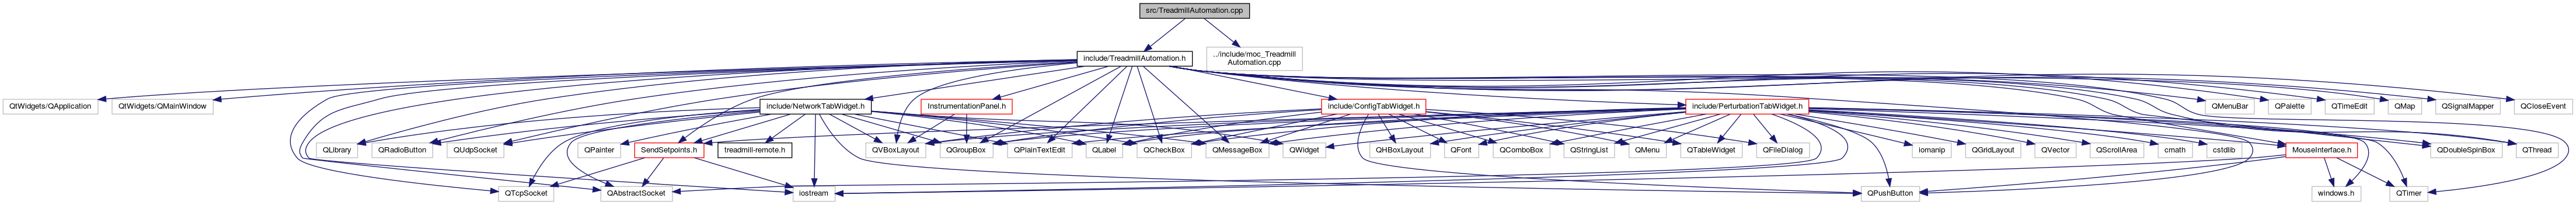 src/TreadmillAutomation.cpp
include/TreadmillAutomation.h
../include/moc_Treadmill
Automation.cpp
QtWidgets/QApplication
QtWidgets/QMainWindow
include/NetworkTabWidget.h
InstrumentationPanel.h
include/ConfigTabWidget.h
include/PerturbationTabWidget.h
QMenuBar
QPalette
QTimeEdit
QMap
QSignalMapper
QCloseEvent
QLibrary
QRadioButton
QUdpSocket
QPainter
SendSetpoints.h
treadmill-remote.h
QVBoxLayout
QGroupBox
QPlainTextEdit
QLabel
QCheckBox
QMessageBox
QWidget
QHBoxLayout
QFont
QComboBox
QStringList
QMenu
QTableWidget
QFileDialog
iomanip
QGridLayout
QVector
QScrollArea
cmath
cstdlib
MouseInterface.h
QDoubleSpinBox
QThread
QTcpSocket
QAbstractSocket
iostream
QPushButton
windows.h
QTimer